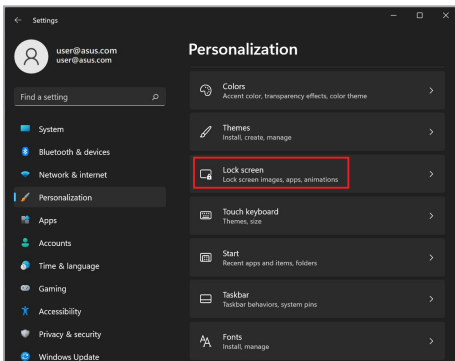 Settings
user@asus.com
user@asus.com
Find a setting
System
Bluetooth & devices
Network & internet
Personalization
Apps
Accounts
Time & language
Gaming
Accessibility
Privacy & security
Windows Update
Personalization
Colors
Accent color, transparency effects, color theme
Themes
Install, create, manage
Lock screen
Lock screen images, apps, animations
Touch keyboard
Themes, size
Start
Recent apps and items, folders
Taskbar
Taskbar behaviors, system pins
Fonts
Install, manage